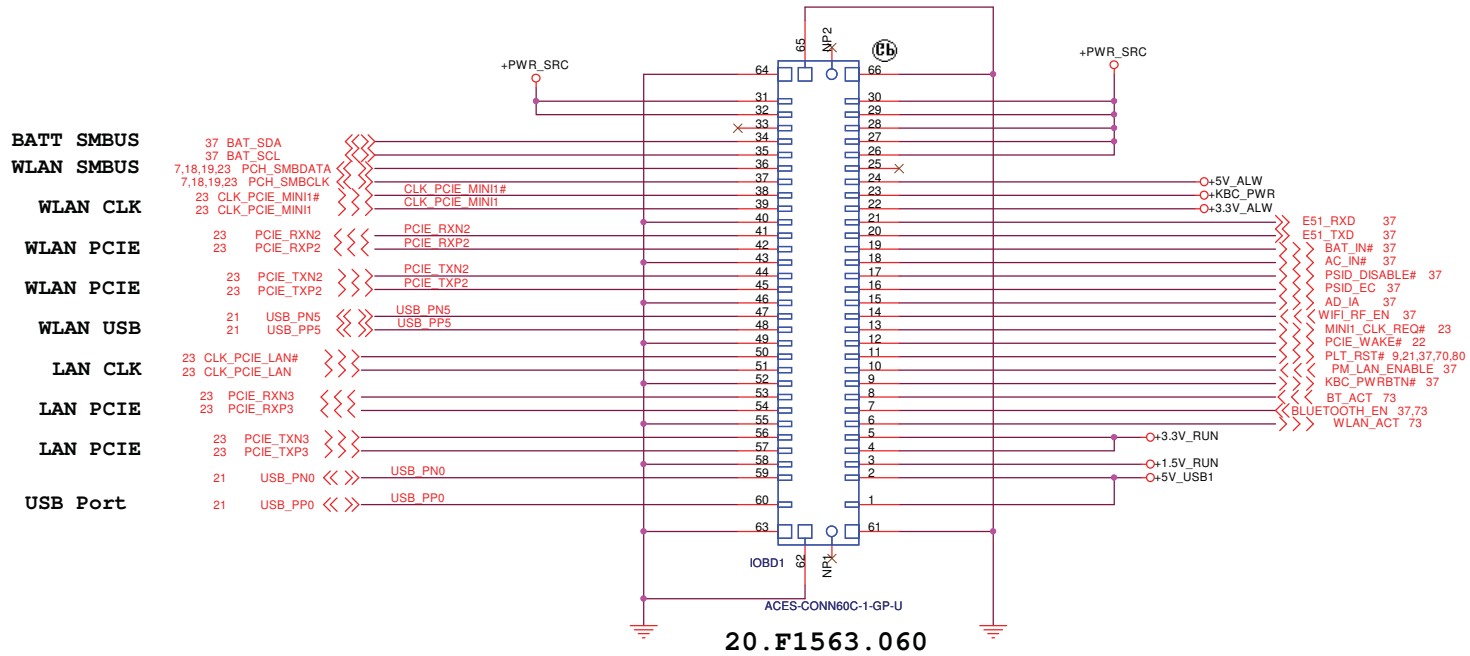 65
NP2
Cb
+PWR_SRC
+PWR_SRC
64 66
31 30
32 29
33 28
BATT SMBUS 37 BAT_SDA 34 27
37 BAT_SCL 35 26
WLAN SMBUS 7,18,19,23 PCH_SMBDATA 36 25
7,18,19,23 PCH_SMBCLK 37 24 +5V_ALW
23 CLK_PCIE_MINI1# CLK_PCIE_MINI1# 38 23 +KBC_PWR
WLAN CLK 23 CLK_PCIE_MINI1 CLK_PCIE_MINI1 39 22 +3.3V_ALW
40 21 E51_RXD 37
23 PCIE_RXN2 PCIE_RXN2 41 20 E51_TXD 37
WLAN PCIE 23 PCIE_RXP2 PCIE_RXP2 42 19 BAT_IN# 37
43 18 AC_IN# 37
23 PCIE_TXN2 PCIE_TXN2 44 17 PSID_DISABLE# 37
WLAN PCIE 23 PCIE_TXP2 PCIE_TXP2 45 16 PSID_EC 37
46 15 AD_IA 37
21 USB_PN5 USB_PN5 47 14 WIFI_RF_EN 37
WLAN USB 21 USB_PP5 USB_PP5 48 13 MINI1_CLK_REQ# 23
49 12 PCIE_WAKE# 22
23 CLK_PCIE_LAN# 50 11 PLT_RST# 9,21,37,70,80
LAN CLK 23 CLK_PCIE_LAN 51 10 PM_LAN_ENABLE 37
52 9 KBC_PWRBTN# 37
23 PCIE_RXN3 53 8 BT_ACT 73
LAN PCIE 23 PCIE_RXP3 54 7 BLUETOOTH_EN 37,73
55 6 WLAN_ACT 73
23 PCIE_TXN3 56 5 +3.3V_RUN
LAN PCIE 23 PCIE_TXP3 57 4
58 3 +1.5V_RUN
21 USB_PN0 USB_PN0 59 2 +5V_USB1
USB Port 21 USB_PP0 USB_PP0 60 1
63 61
IOBD1 62 NP1
ACES-CONN60C-1-GP-U
20.F1563.060